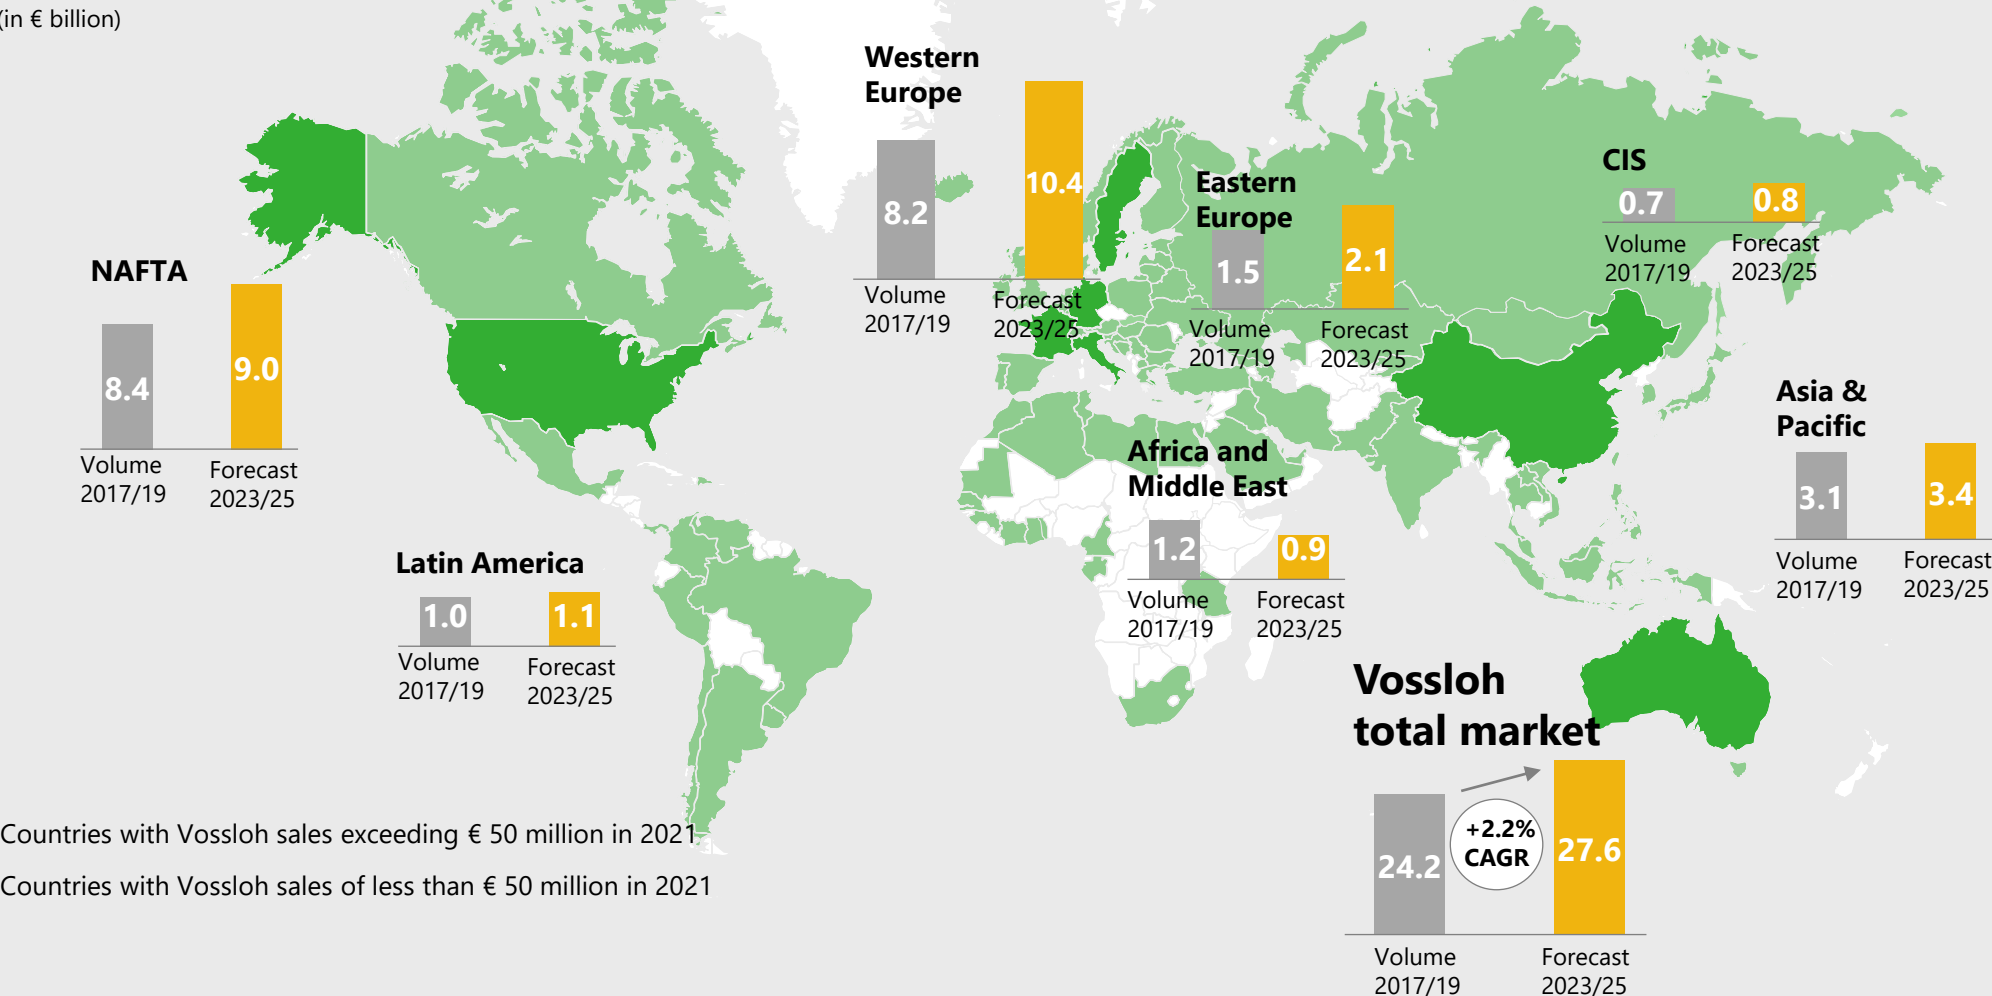 (in € billion)
Western
Europe
8.2
10.4
Volume
2017/19
Forecast
2023/25
Eastern
Europe
1.5
2.1
Volume
2017/19
Forecast
2023/25
CIS
0.7
0.8
Volume
2017/19
Forecast
2023/25
NAFTA
8.4
9.0
Volume
2017/19
Forecast
2023/25
Asia &
Pacific
3.1
3.4
Volume
2017/19
Forecast
2023/25
Africa and
Middle East
1.2
0.9
Volume
2017/19
Forecast
2023/25
Latin America
1.0
1.1
Volume
2017/19
Forecast
2023/25
Vossloh
total market
24.2
+2.2%
CAGR
27.6
Volume
2017/19
Forecast
2023/25
Countries with Vossloh sales exceeding € 50 million in 2021
Countries with Vossloh sales of less than € 50 million in 2021